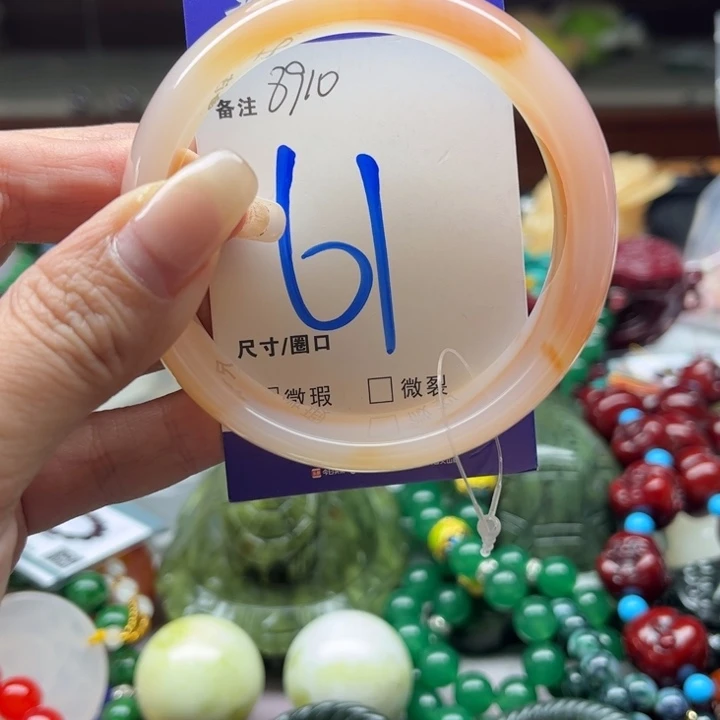 备注 8910
61
尺寸/圈口
微瑕 □ 微裂